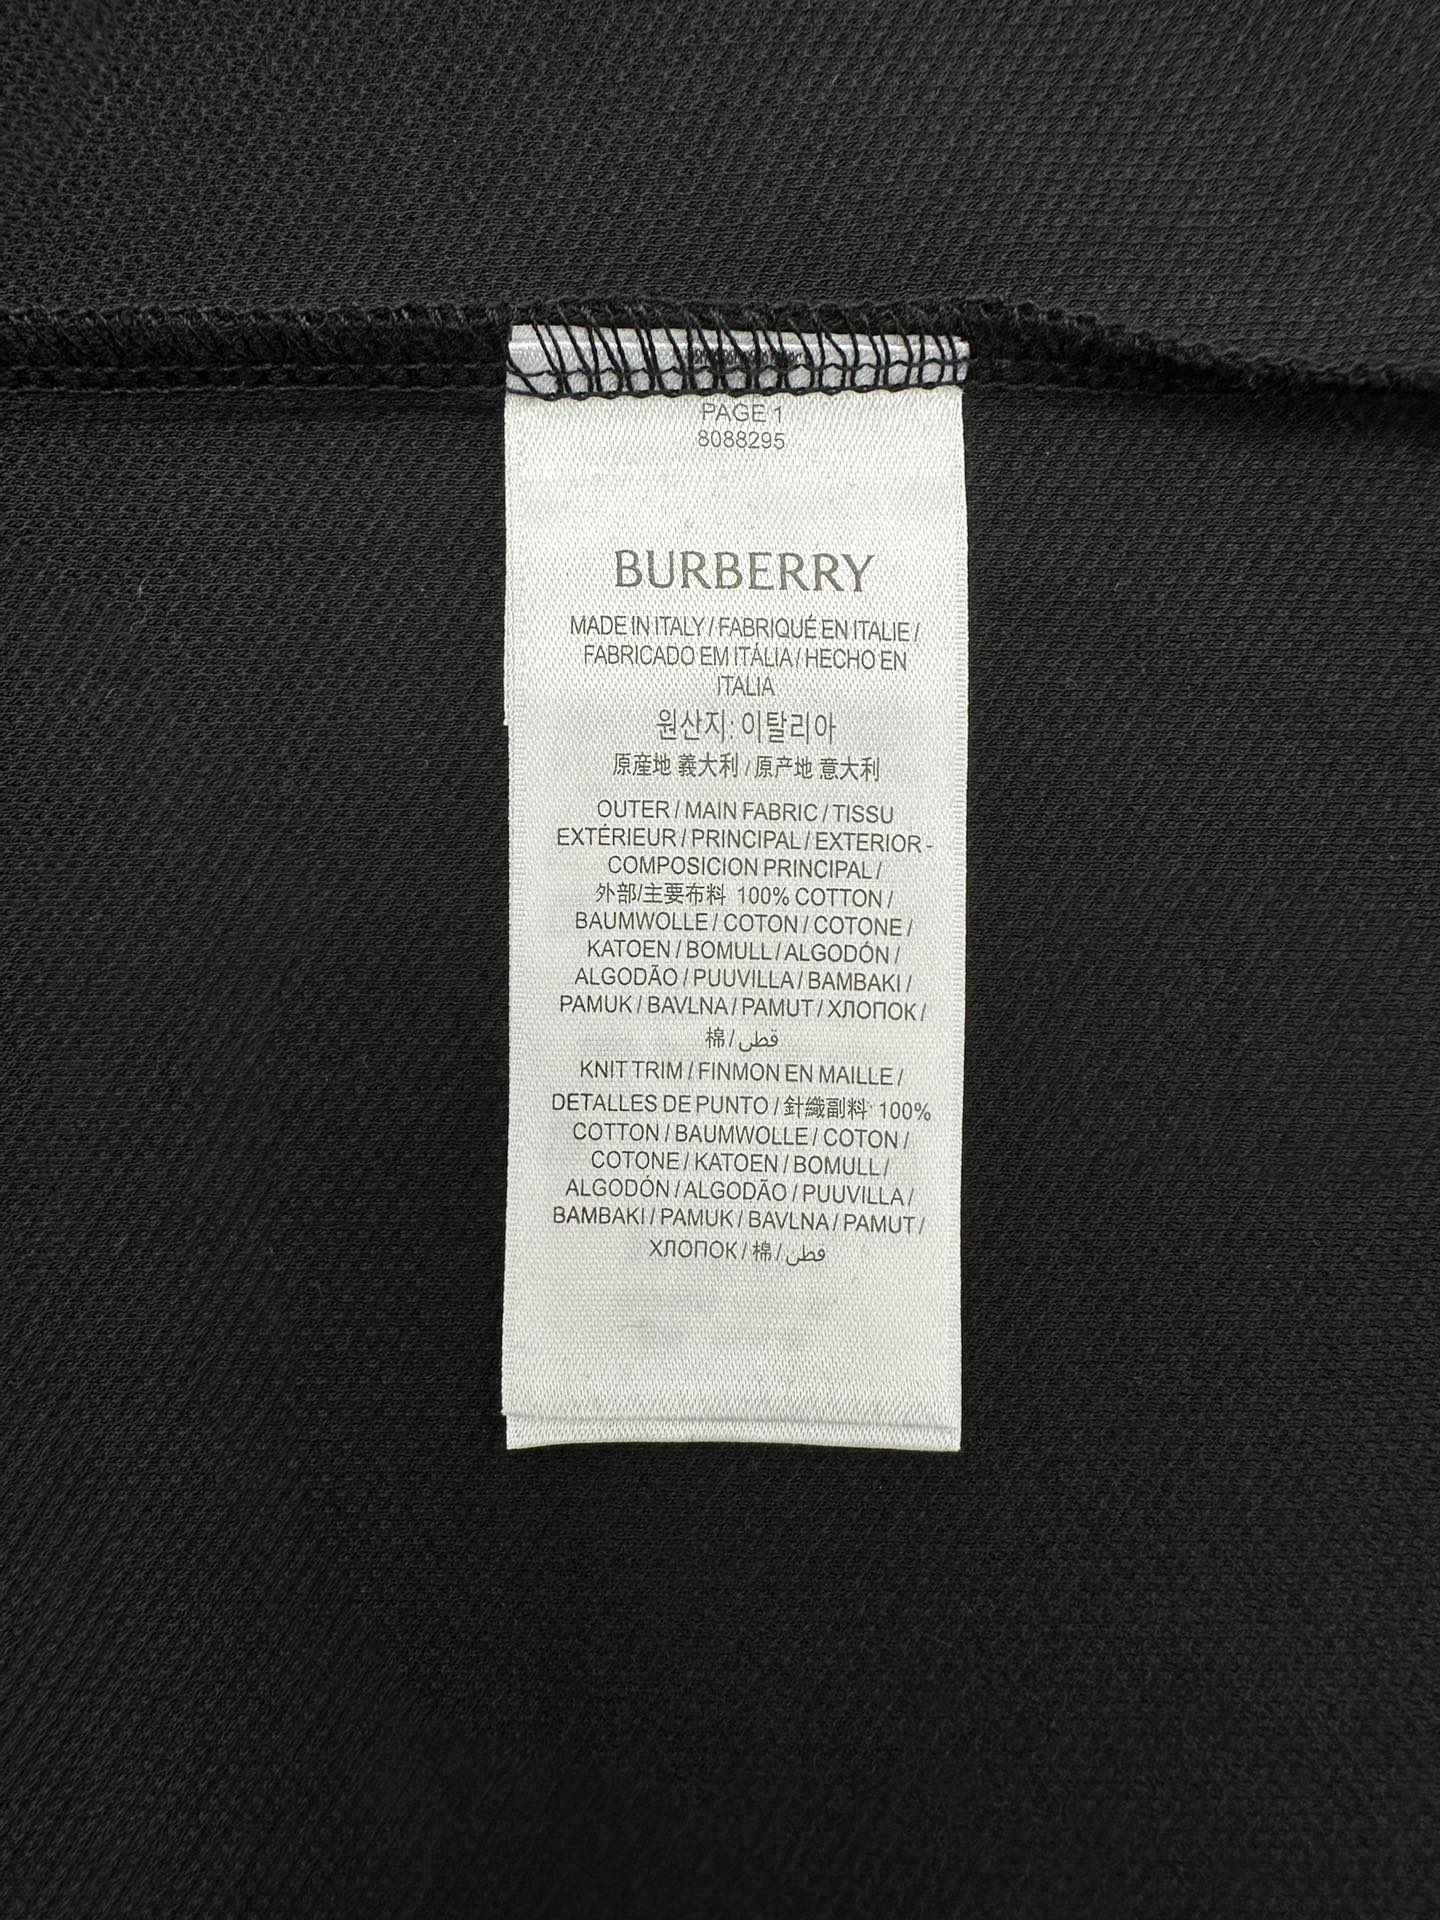 PAGE 1
8088295
BURBERRY
MADE IN ITALY / FABRIQUÉ EN ITALIE /
FABRICADO EM ITÁLIA / HECHO EN
ITALIA
원산지: 이탈리아
原産地 義大利 / 原产地 意大利
OUTER / MAIN FABRIC / TISSU
EXTÉRIEUR / PRINCIPAL / EXTERIOR -
COMPOSICION PRINCIPAL /
外部/主要布料 100% COTTON /
BAUMWOLLE / COTON / COTONE /
KATOEN / BOMULL / ALGODÓN /
ALGODÃO / PUUVILLA / BAMBAKI /
PAMUK / BAVLNA / PAMUT / ХЛОПОК /
棉 / قطن
KNIT TRIM / FINMON EN MAILLE /
DETALLES DE PUNTO / 針織副料 100%
COTTON / BAUMWOLLE / COTON /
COTONE / KATOEN / BOMULL /
ALGODÓN / ALGODÃO / PUUVILLA /
BAMBAKI / PAMUK / BAVLNA / PAMUT /
ХЛОПОК / 棉 / قطن